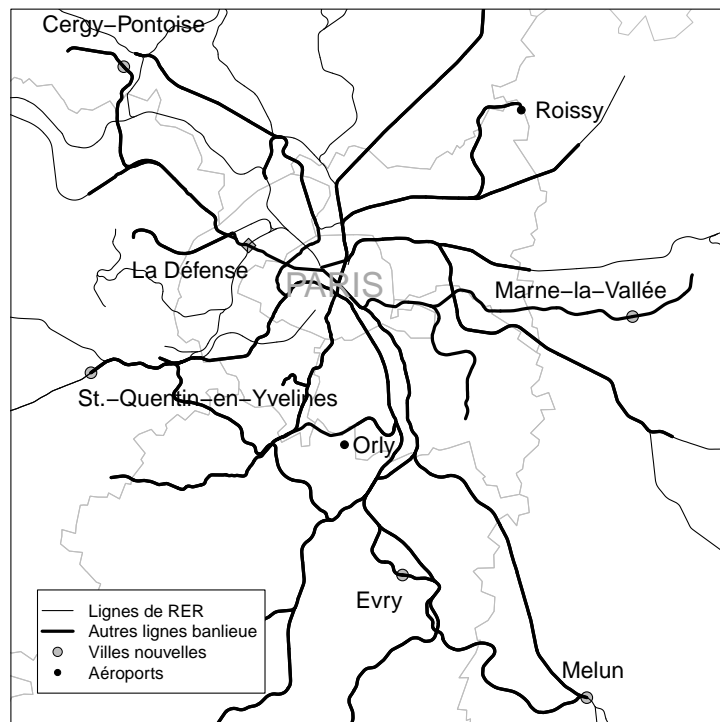 Cergy–Pontoise
Roissy
La Défense
PARIS
Marne–la–Vallée
St.–Quentin–en–Yvelines
Orly
Evry
Melun
Lignes de RER
Autres lignes banlieue
Villes nouvelles
Aéroports